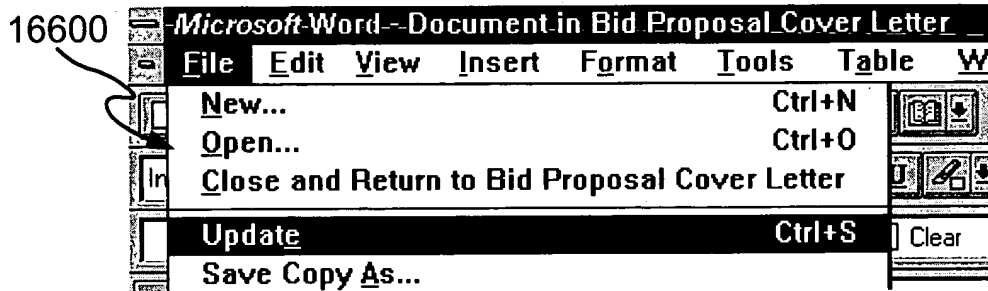 16600
Microsoft Word - Document in Bid Proposal Cover Letter
File Edit View Insert Format Tools Table W
New... Ctrl+N
Open... Ctrl+O
In Close and Return to Bid Proposal Cover Letter U
Update Ctrl+S Clear
Save Copy As...